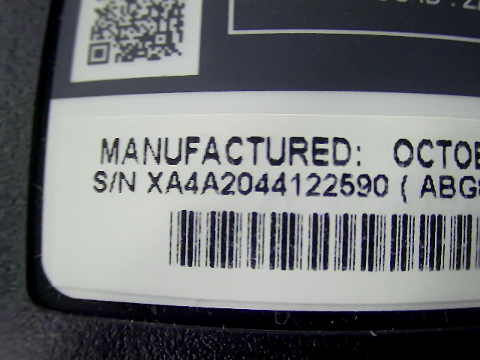 MANUFACTURED: OCTOB
S/N XA4A2044122590 ( ABG